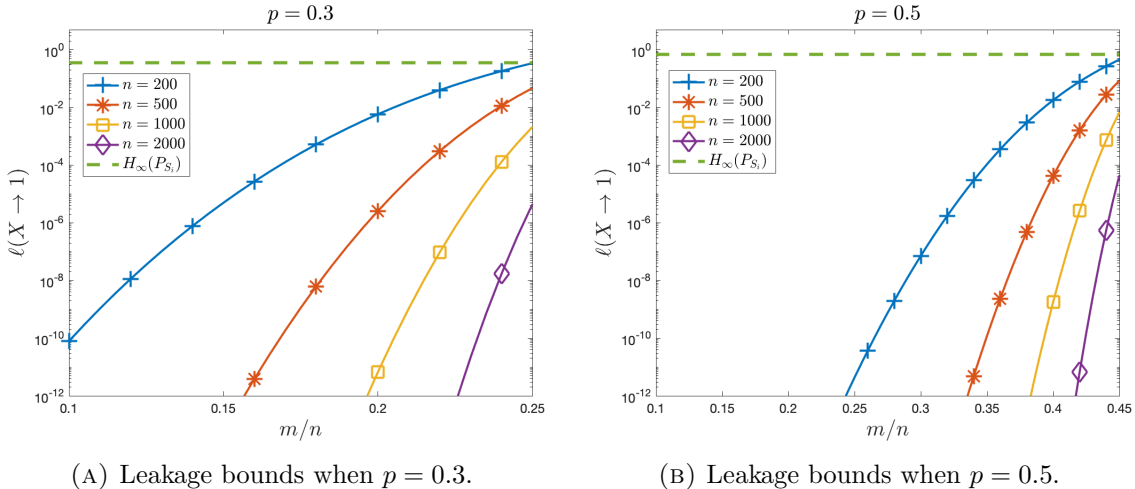 p = 0.3
ℓ(X → 1)
10^0
10^-2
10^-4
10^-6
10^-8
10^-10
10^-12
n = 200
n = 500
n = 1000
n = 2000
H_∞(P_{S_i})
0.1 0.15 0.2 0.25
m/n
(A) Leakage bounds when p = 0.3.
p = 0.5
ℓ(X → 1)
10^0
10^-2
10^-4
10^-6
10^-8
10^-10
10^-12
n = 200
n = 500
n = 1000
n = 2000
H_∞(P_{S_i})
0.1 0.15 0.2 0.25 0.3 0.35 0.4 0.45
m/n
(B) Leakage bounds when p = 0.5.